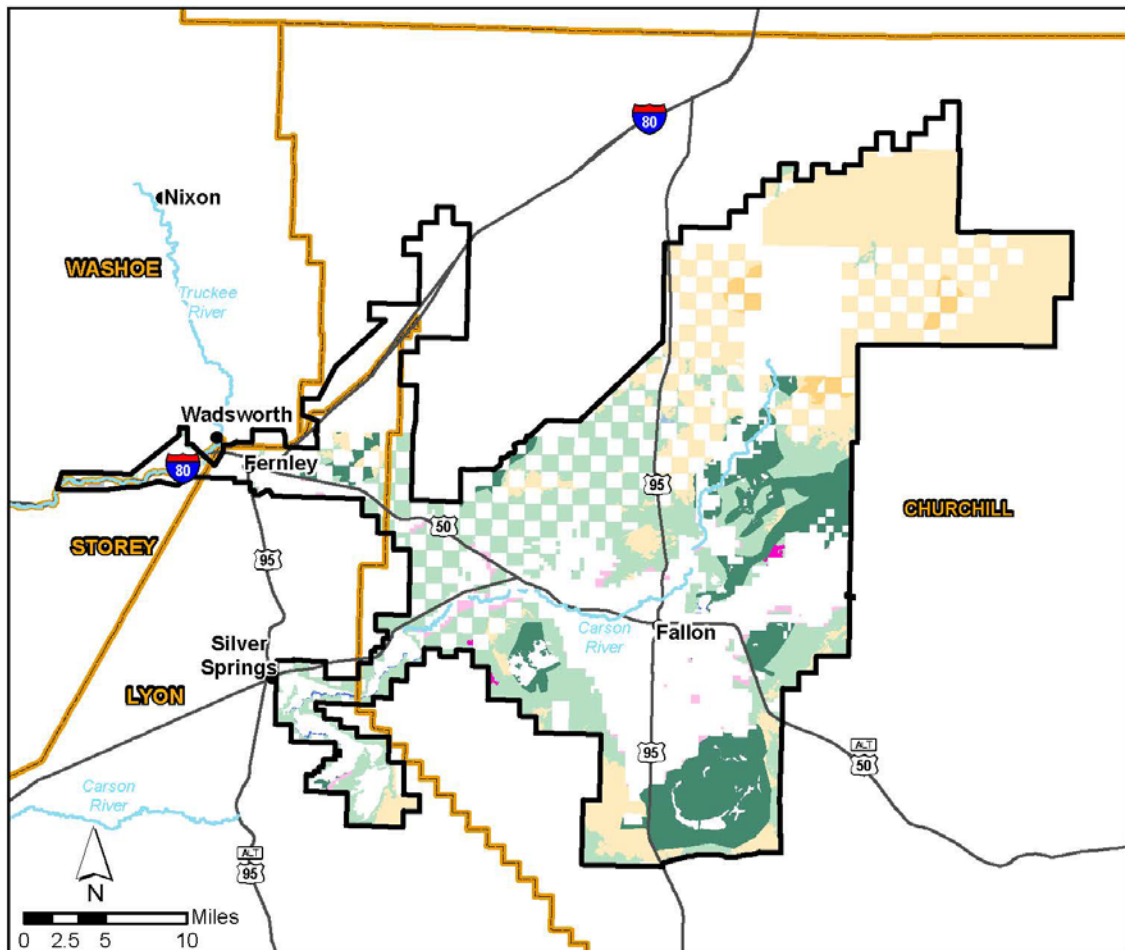 80
Nixon
WASHOE
Truckee
River
Wadsworth
Fernley
80
95
CHURCHILL
50
STOREY
95
Carson
River
Fallon
Silver
Springs
LYON
95
ALT
50
Carson
River
ALT
95
N
Miles
0 2.5 5 10